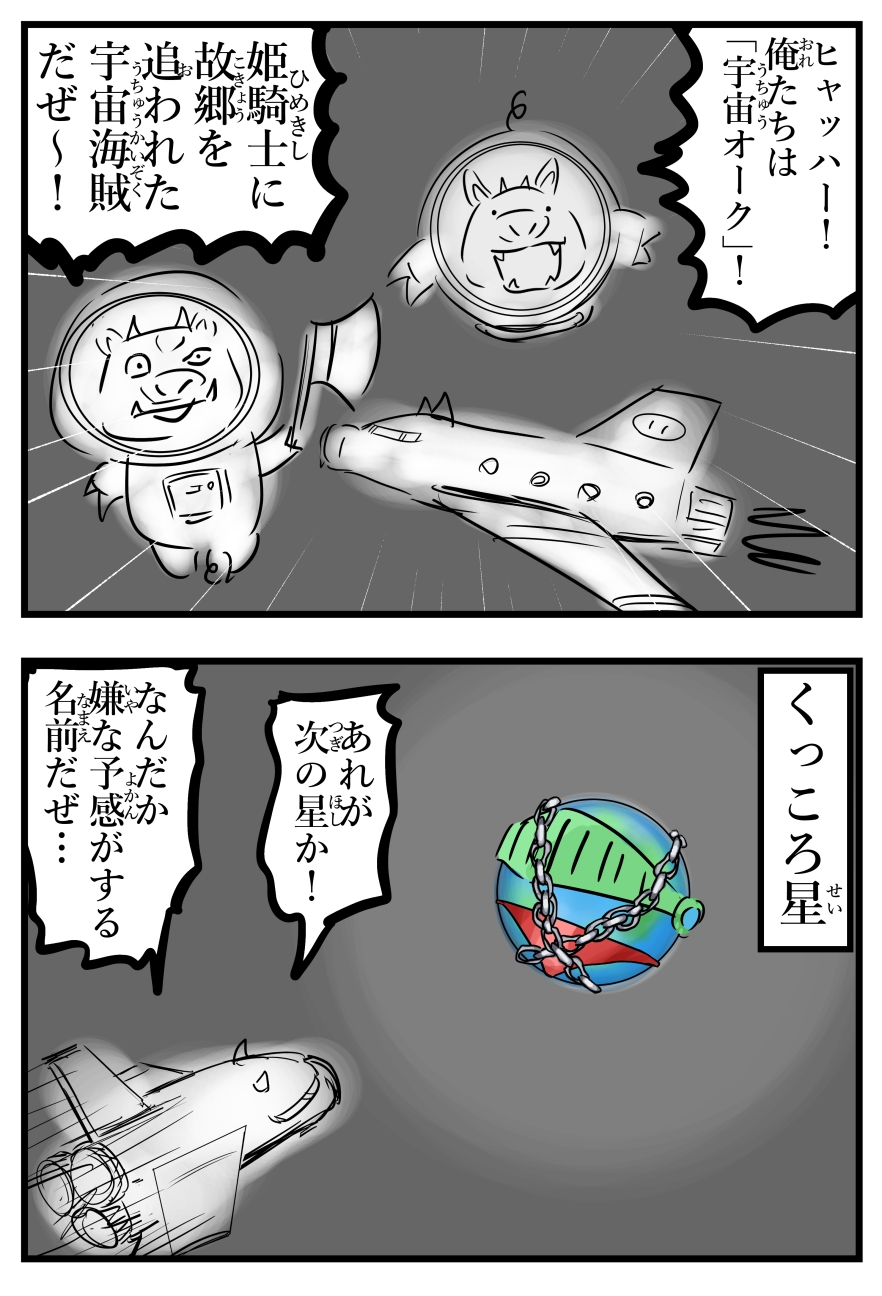 ヒャッハー！
俺たちは
「宇宙オーク」！
姫騎士に
故郷を
追われた
宇宙海賊
だぜ～！
くっころ星
あれが
次の星か！
なんだか
嫌な予感がする
名前だぜ…